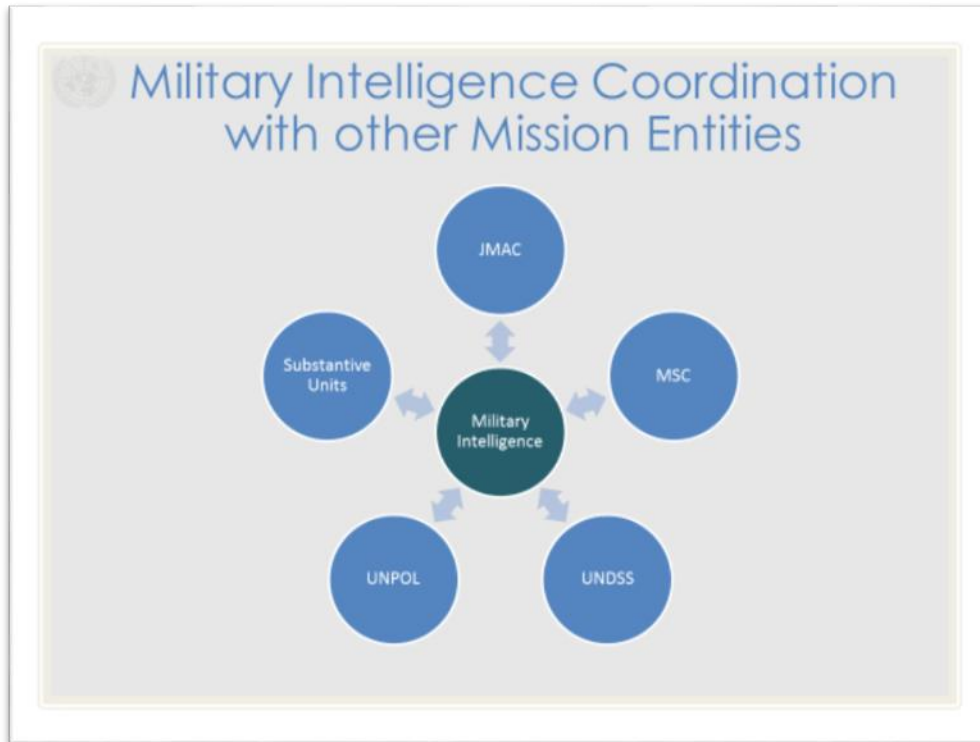 Military Intelligence Coordination
with other Mission Entities
JMAC
Substantive
Units
MSC
Military
Intelligence
UNPOL
UNDSS